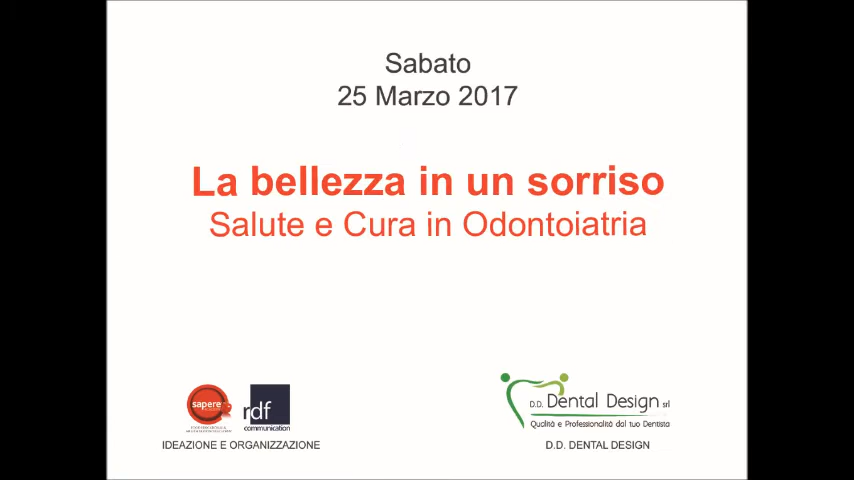 Sabato
25 Marzo 2017
La bellezza in un sorriso
Salute e Cura in Odontoiatria
sapere
rdf
communication
IDEAZIONE E ORGANIZZAZIONE
D.D. Dental Design srl
Qualità e Professionalità dal tuo Dentista
D.D. DENTAL DESIGN